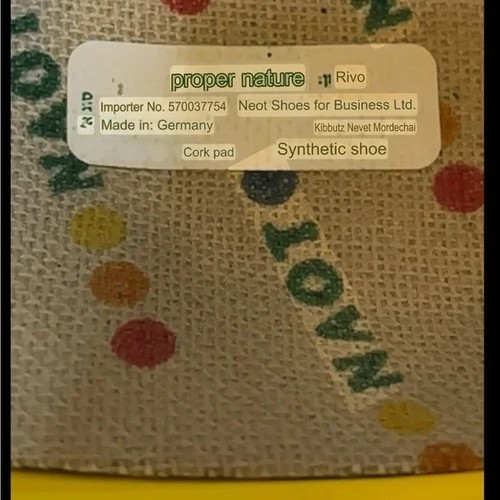 proper nature Rivo
Importer No. 570037754 Neot Shoes for Business Ltd.
Made in: Germany Kibbutz Nevet Mordechai
Cork pad Synthetic shoe
NAOT